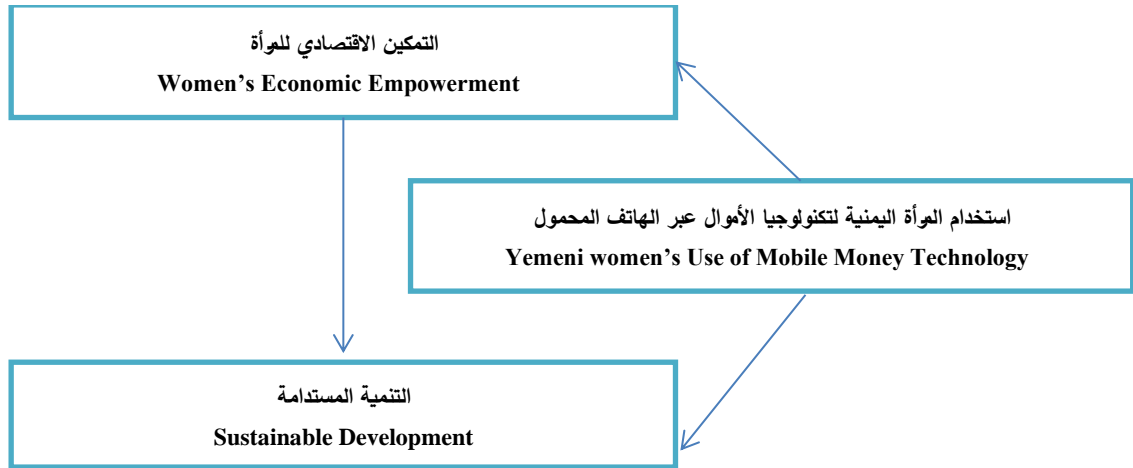 التمكين الاقتصادي للمرأة
Women's Economic Empowerment
استخدام المرأة اليمنية لتكنولوجيا الأموال عبر الهاتف المحمول
Yemeni women's Use of Mobile Money Technology
التنمية المستدامة
Sustainable Development